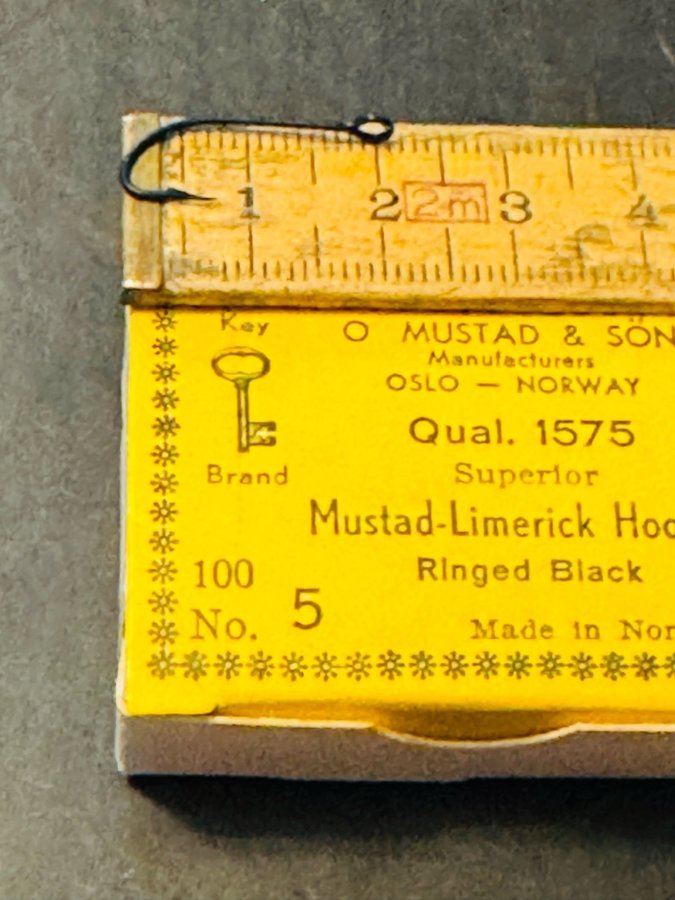 1 2 2m 3 4
Key
Brand
O MUSTAD & SÖN
Manufacturers
OSLO — NORWAY
Qual. 1575
Superior
Mustad-Limerick Hoo
Ringed Black
100
No. 5
Made in Nor